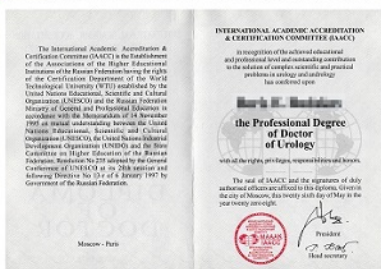 The International Academic Accreditation &
Certification Committee (IAACC) is the Establishment
of the Associations of the Higher Educational
Institutions of the Russian Federation having the rights
of the Certification Department of the World
Technological University (WTU) established by the
United Nations Educational, Scientific and Cultural
Organization (UNESCO) and the Russian Federation
Ministry of General and Professional Education in
accordance with the Memorandum of 14 November
1995 on mutual understanding between the United
Nations Educational, Scientific and Cultural
Organization (UNESCO), the United Nations Industrial
Development Organization (UNIDO) and the State
Committee on Higher Education of the Russian
Federation, Resolution No 235 adopted by the General
Conference of UNESCO at its 28th session and
following Direction No 13-r of 6 January 1997 by
Government of the Russian Federation.
Moscow - Paris
INTERNATIONAL ACADEMIC ACCREDITATION
& CERTIFICATION COMMITTEE (IAACC)
in recognition of the achieved educational
and professional level and outstanding contribution
to the solution of complex scientific and practical
problems in urology and andrology
has conferred upon
the Professional Degree
of Doctor
of Urology
with all the rights, privileges, responsibilities and honors.
The seal of IAACC and the signatures of duly
authorised officers are affixed to this diploma. Given in
the city of Moscow, this twenty sixth day of May in the
year twenty zero eight.
President
Head secretary